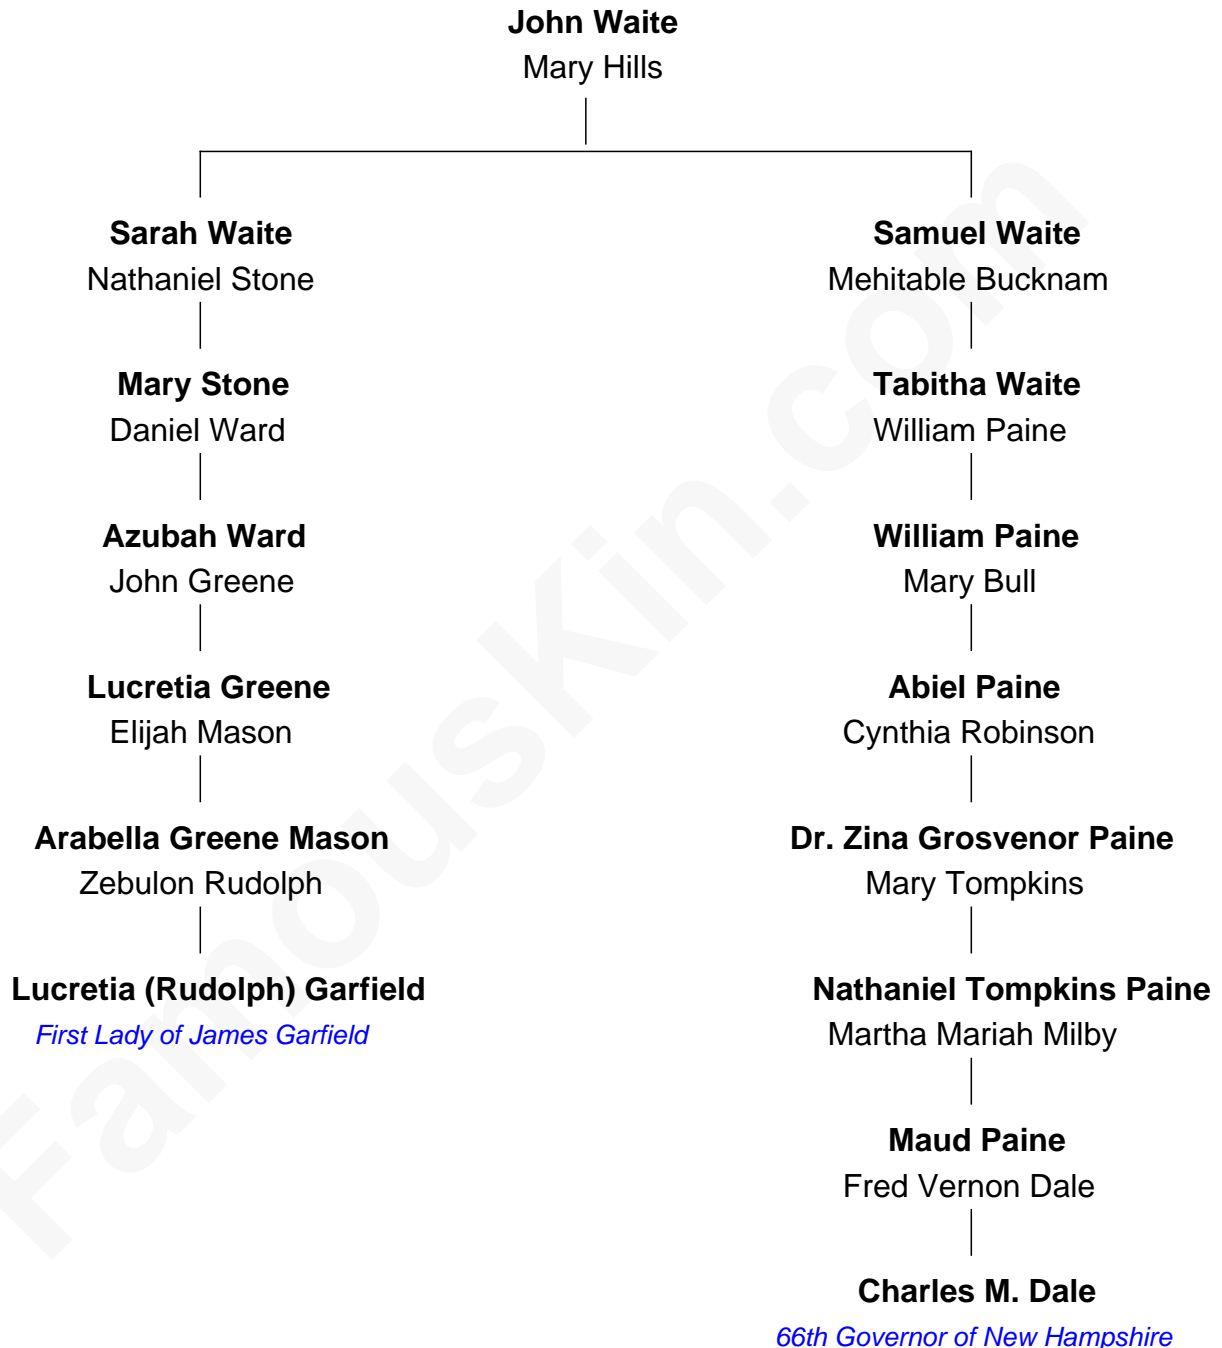 John Waite
Mary Hills
Sarah Waite
Nathaniel Stone
Mary Stone
Daniel Ward
Azubah Ward
John Greene
Lucretia Greene
Elijah Mason
Arabella Greene Mason
Zebulon Rudolph
Lucretia (Rudolph) Garfield
First Lady of James Garfield
Samuel Waite
Mehitable Bucknam
Tabitha Waite
William Paine
William Paine
Mary Bull
Abiel Paine
Cynthia Robinson
Dr. Zina Grosvenor Paine
Mary Tompkins
Nathaniel Tompkins Paine
Martha Mariah Milby
Maud Paine
Fred Vernon Dale
Charles M. Dale
66th Governor of New Hampshire
FamousKin.com